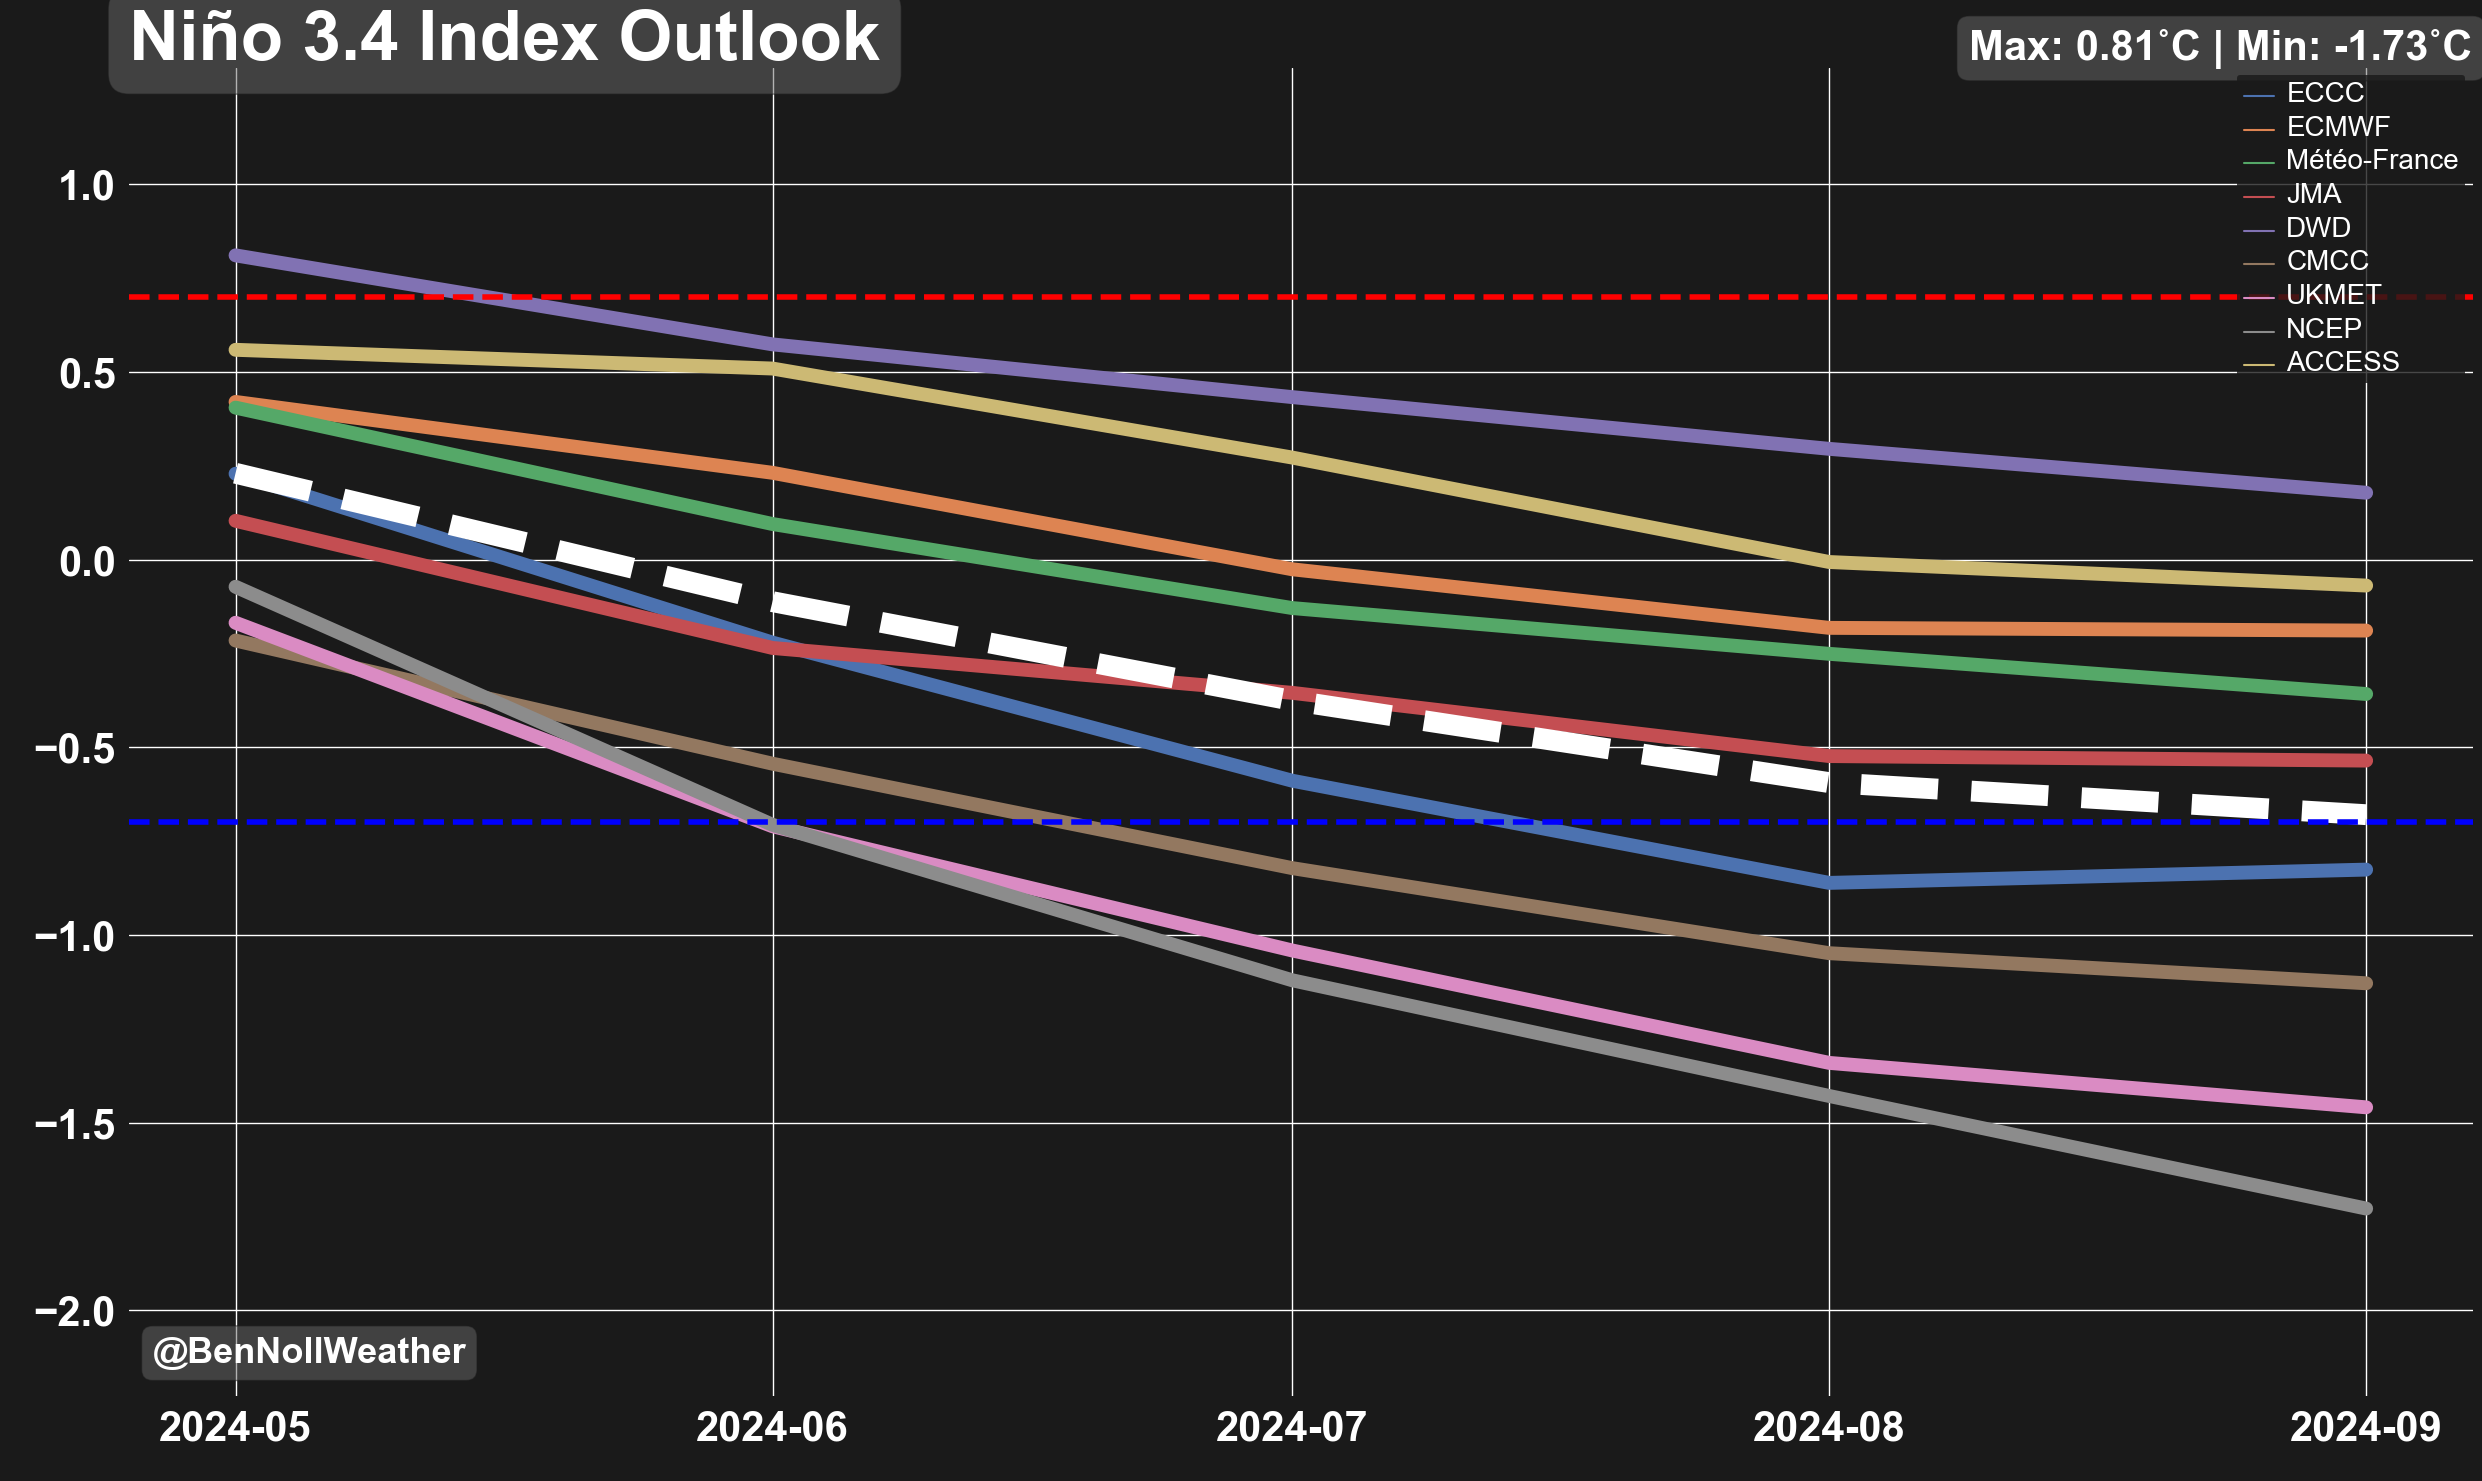 Niño 3.4 Index Outlook
Max: 0.81˚C | Min: -1.73˚C
ECCC
ECMWF
Météo-France
JMA
DWD
CMCC
UKMET
NCEP
ACCESS
1.0
0.5
0.0
−0.5
−1.0
−1.5
−2.0
@BenNollWeather
2024-05 2024-06 2024-07 2024-08 2024-09